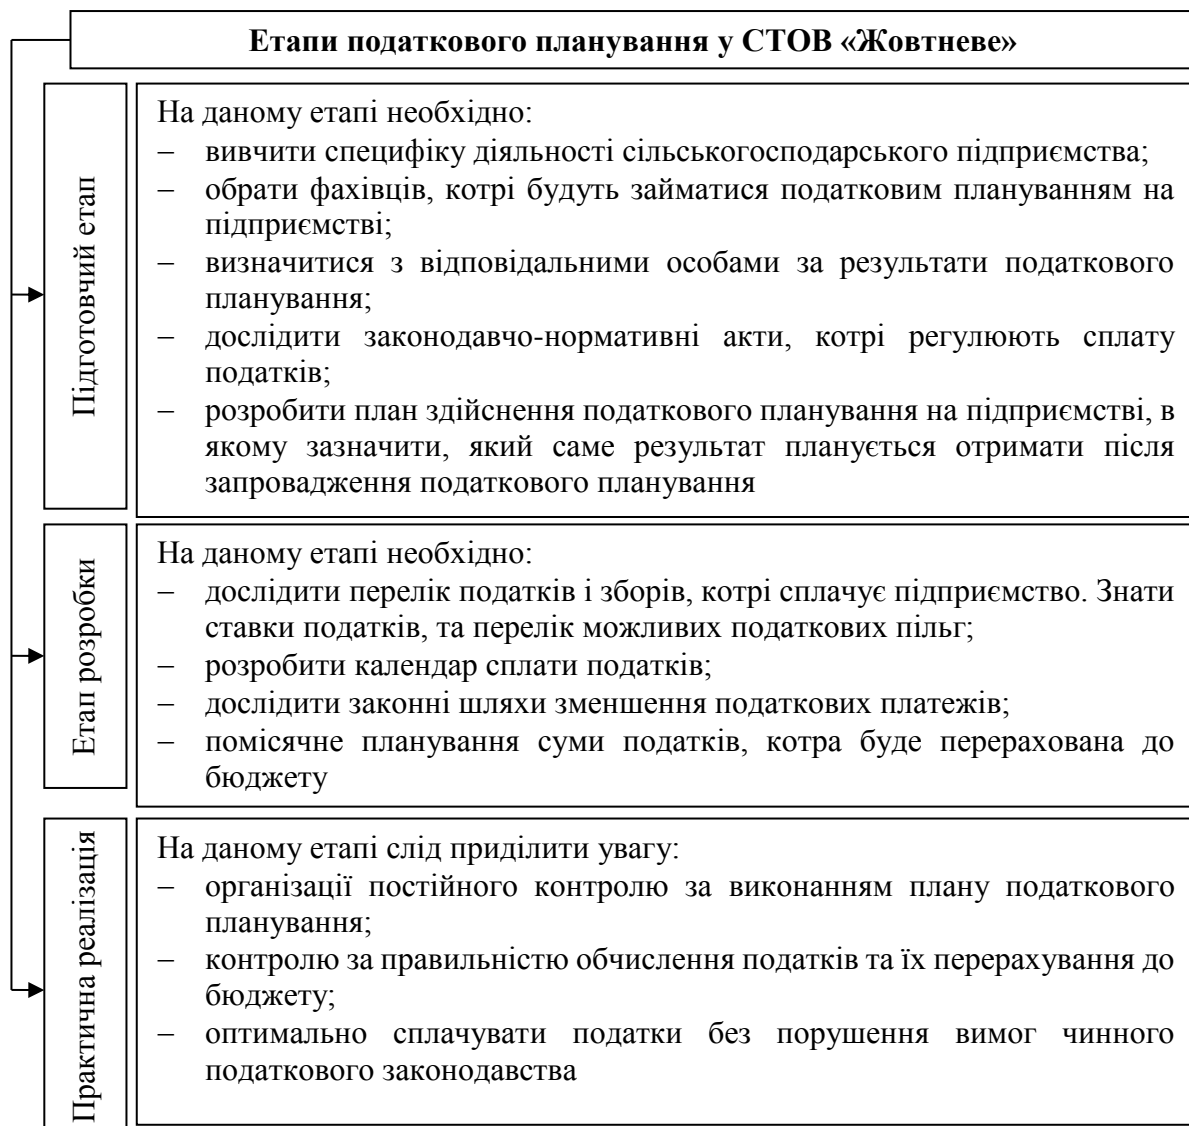 Етапи податкового планування у СТОВ «Жовтневе»
Підготовчий етап
На даному етапі необхідно:
– вивчити специфіку діяльності сільськогосподарського підприємства;
– обрати фахівців, котрі будуть займатися податковим плануванням на
підприємстві;
– визначитися з відповідальними особами за результати податкового
планування;
– дослідити законодавчо-нормативні акти, котрі регулюють сплату
податків;
– розробити план здійснення податкового планування на підприємстві, в
якому зазначити, який саме результат планується отримати після
запровадження податкового планування
Етап розробки
На даному етапі необхідно:
– дослідити перелік податків і зборів, котрі сплачує підприємство. Знати
ставки податків, та перелік можливих податкових пільг;
– розробити календар сплати податків;
– дослідити законні шляхи зменшення податкових платежів;
– помісячне планування суми податків, котра буде перерахована до
бюджету
Практична реалізація
На даному етапі слід приділити увагу:
– організації постійного контролю за виконанням плану податкового
планування;
– контролю за правильністю обчислення податків та їх перерахування до
бюджету;
– оптимально сплачувати податки без порушення вимог чинного
податкового законодавства